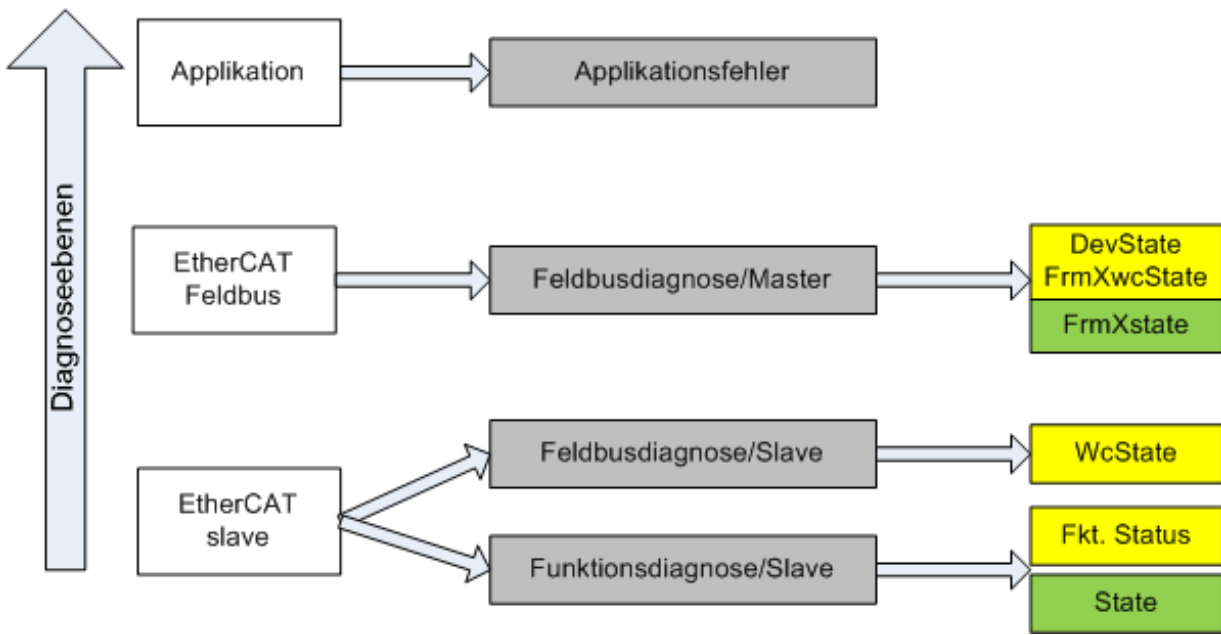 Diagnoseebenen
Applikation
Applikationsfehler
EtherCAT
Feldbus
Feldbusdiagnose/Master
DevState
FrmXwcState
FrmXstate
EtherCAT
slave
Feldbusdiagnose/Slave
WcState
Funktionsdiagnose/Slave
Fkt. Status
State